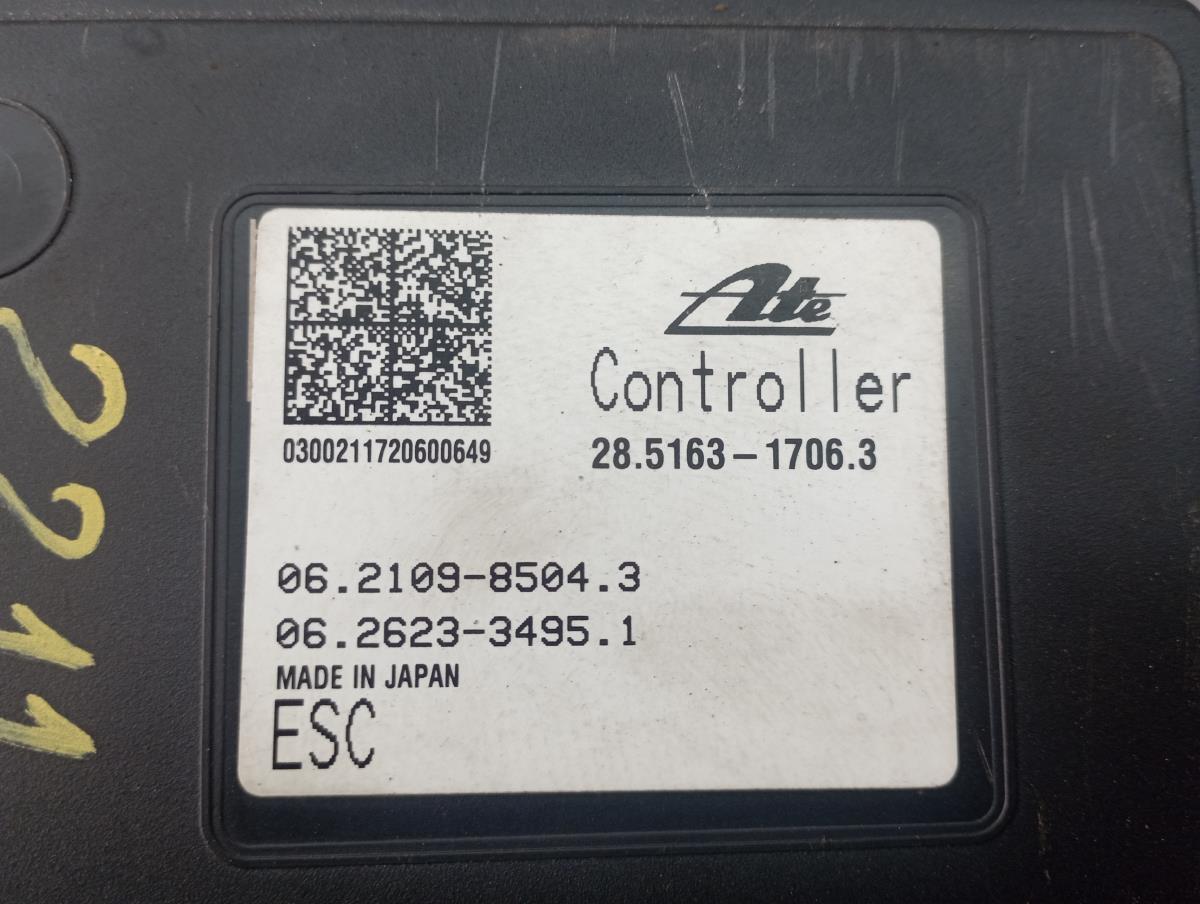 Ate
Controller
0300211720600649
28.5163-1706.3
06.2109-8504.3
06.2623-3495.1
MADE IN JAPAN
ESC
2211